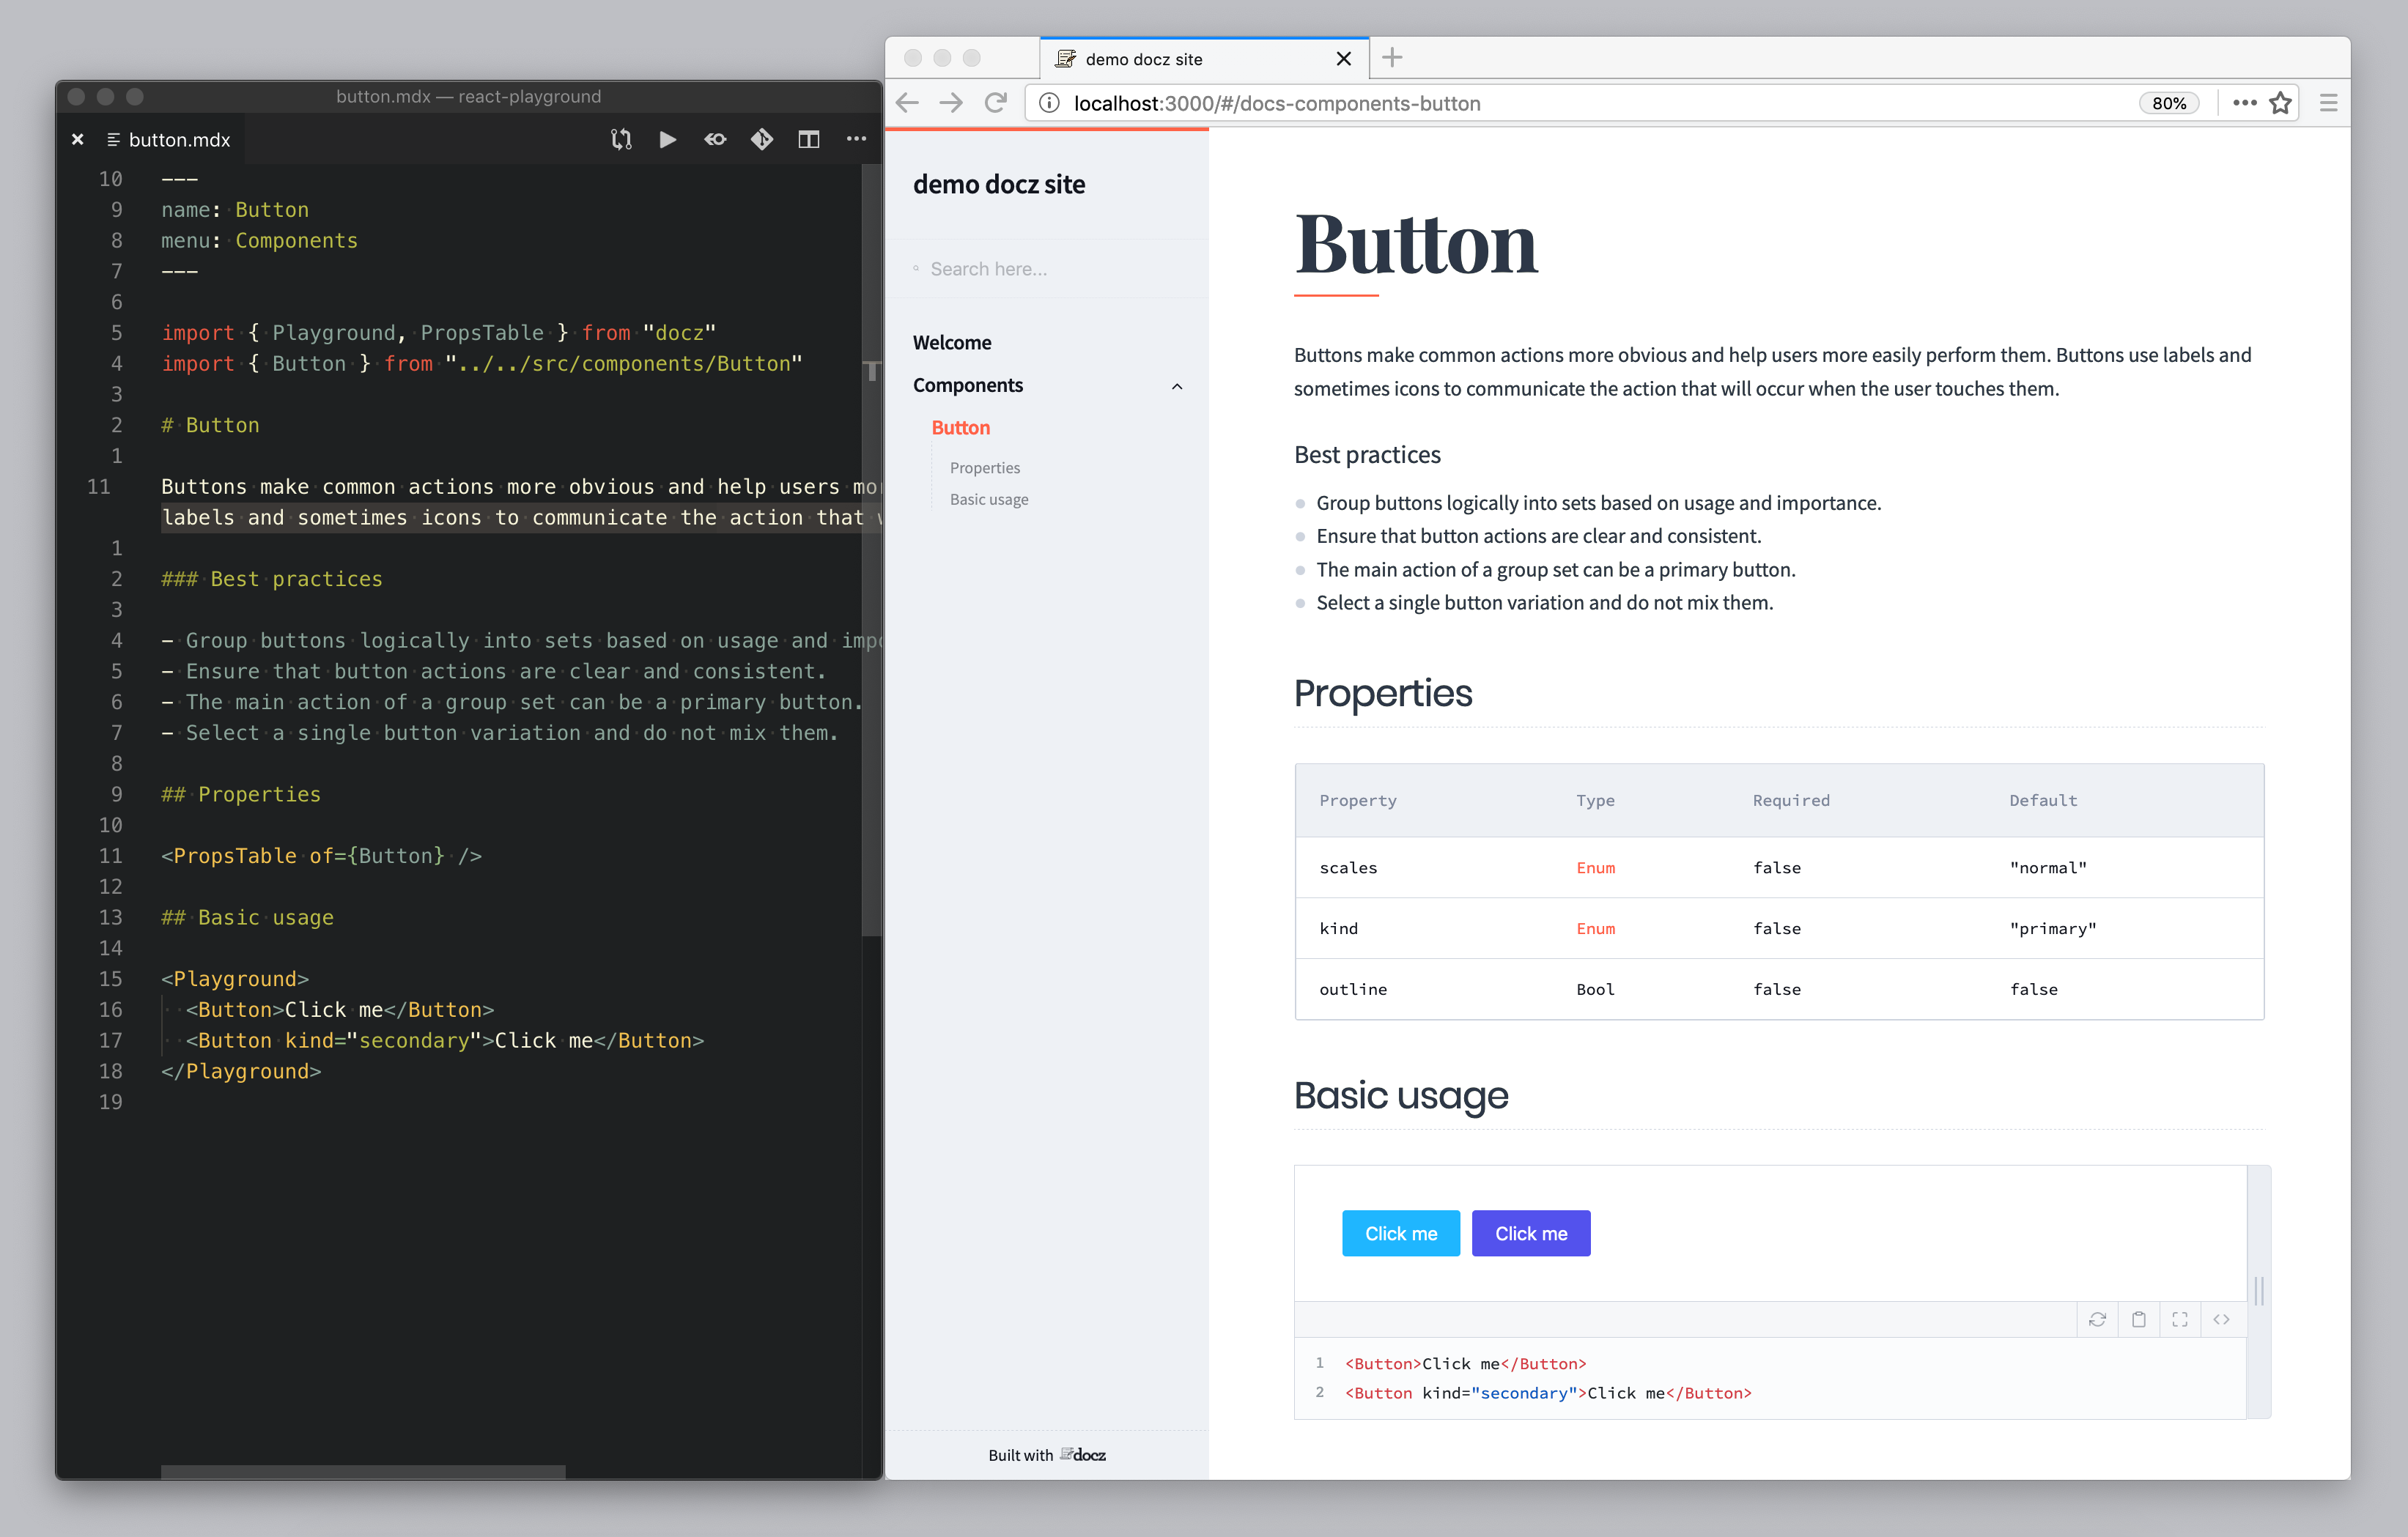 button.mdx — react-playground
button.mdx
10 ---
9 name: Button
8 menu: Components
7 ---
6
5 import { Playground, PropsTable } from "docz"
4 import { Button } from "../../src/components/Button"
3
2 # Button
1
11 Buttons make common actions more obvious and help users
labels and sometimes icons to communicate the action that
1
2 ### Best practices
3
4 - Group buttons logically into sets based on usage and
5 - Ensure that button actions are clear and consistent.
6 - The main action of a group set can be a primary button.
7 - Select a single button variation and do not mix them.
8
9 ## Properties
10
11 <PropsTable of={Button} />
12
13 ## Basic usage
14
15 <Playground>
16 <Button>Click me</Button>
17 <Button kind="secondary">Click me</Button>
18 </Playground>
19
demo docz site
localhost:3000/#/docs-components-button
80%
demo docz site
Search here...
Welcome
Components
Button
Properties
Basic usage
Built with docz
Button
Buttons make common actions more obvious and help users more easily perform them. Buttons use labels and
sometimes icons to communicate the action that will occur when the user touches them.
Best practices
Group buttons logically into sets based on usage and importance.
Ensure that button actions are clear and consistent.
The main action of a group set can be a primary button.
Select a single button variation and do not mix them.
Properties
Property Type Required Default
scales Enum false "normal"
kind Enum false "primary"
outline Bool false false
Basic usage
Click me Click me
1 <Button>Click me</Button>
2 <Button kind="secondary">Click me</Button>